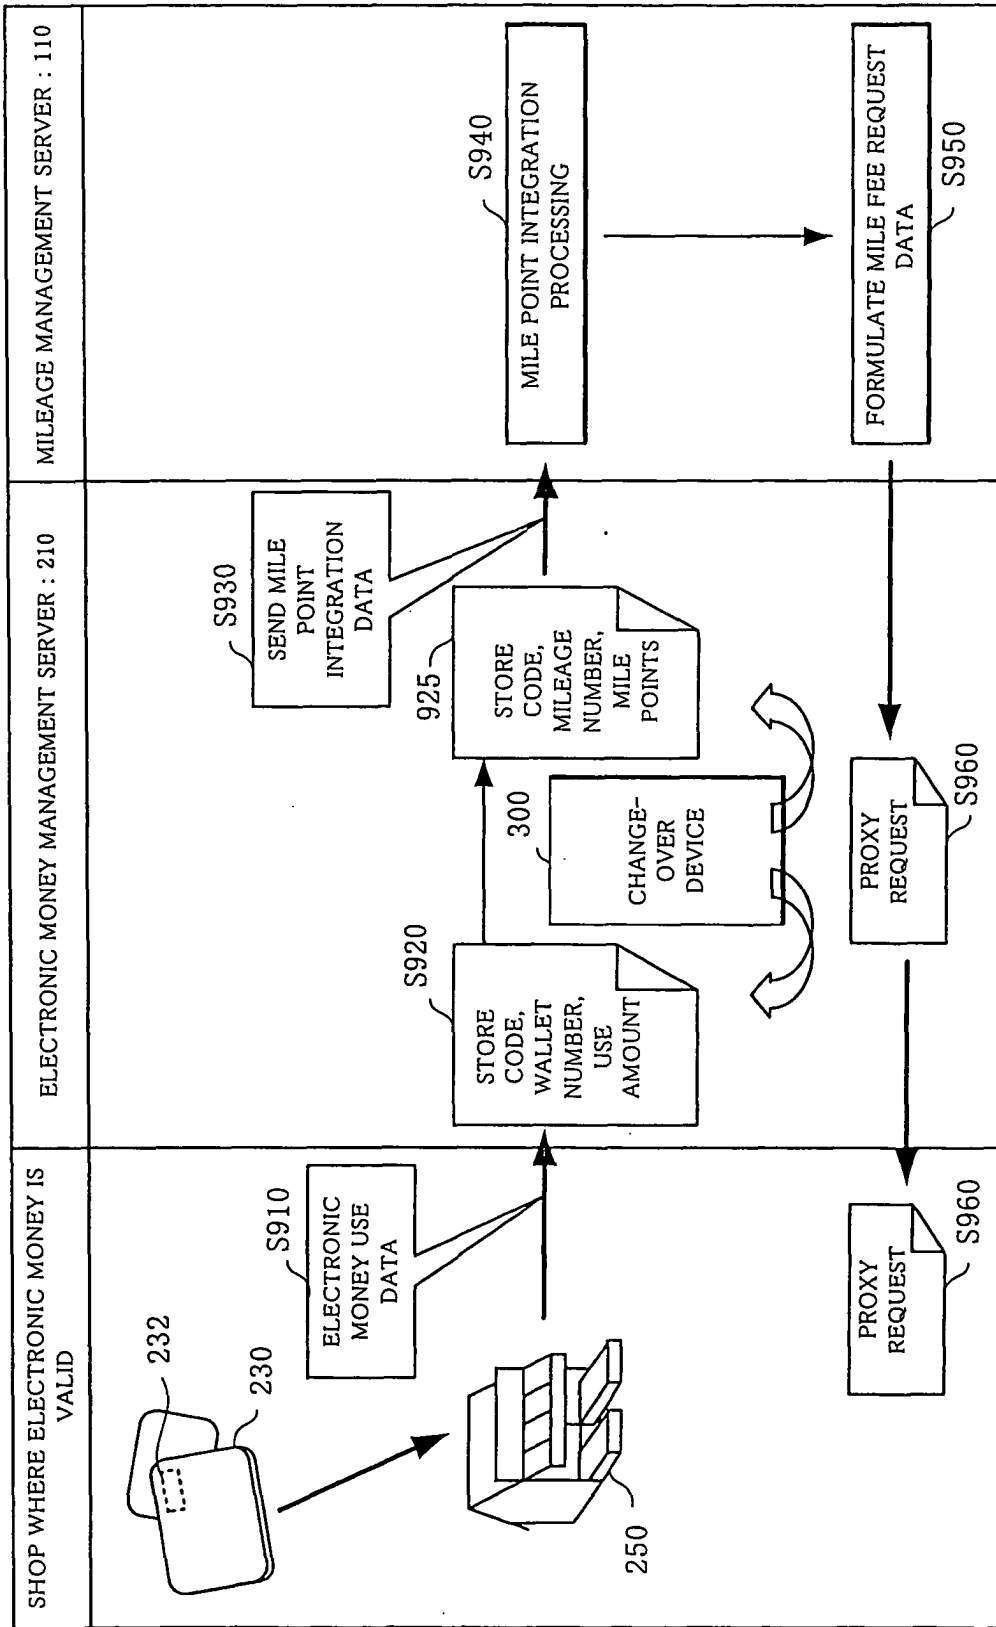 SHOP WHERE ELECTRONIC MONEY IS
VALID
ELECTRONIC MONEY MANAGEMENT SERVER : 210
MILEAGE MANAGEMENT SERVER : 110
232
230
250
S910
ELECTRONIC
MONEY USE
DATA
S920
STORE
CODE,
WALLET
NUMBER,
USE
AMOUNT
300
CHANGE-
OVER
DEVICE
925
STORE
CODE,
MILEAGE
NUMBER,
MILE
POINTS
S930
SEND MILE
POINT
INTEGRATION
DATA
S940
MILE POINT INTEGRATION
PROCESSING
FORMULATE MILE FEE REQUEST
DATA
S950
PROXY
REQUEST
S960
PROXY
REQUEST
S960